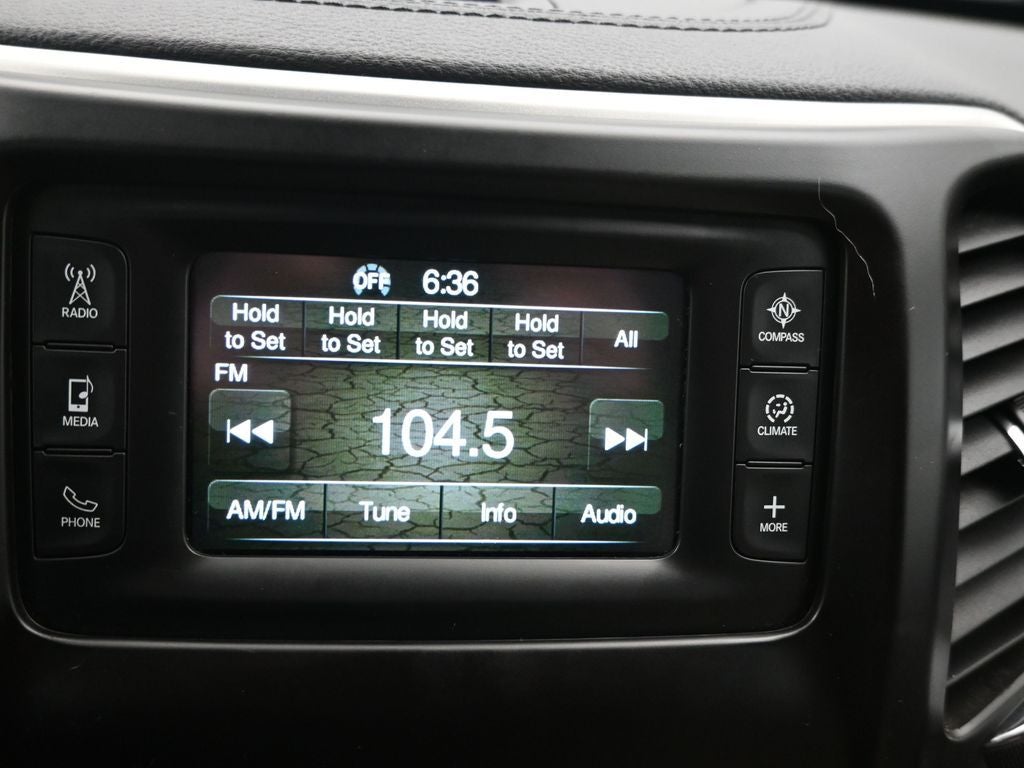 OFF 6:36
Hold to Set Hold to Set Hold to Set Hold to Set All
FM
104.5
AM/FM Tune Info Audio
RADIO
MEDIA
PHONE
N
COMPASS
CLIMATE
MORE